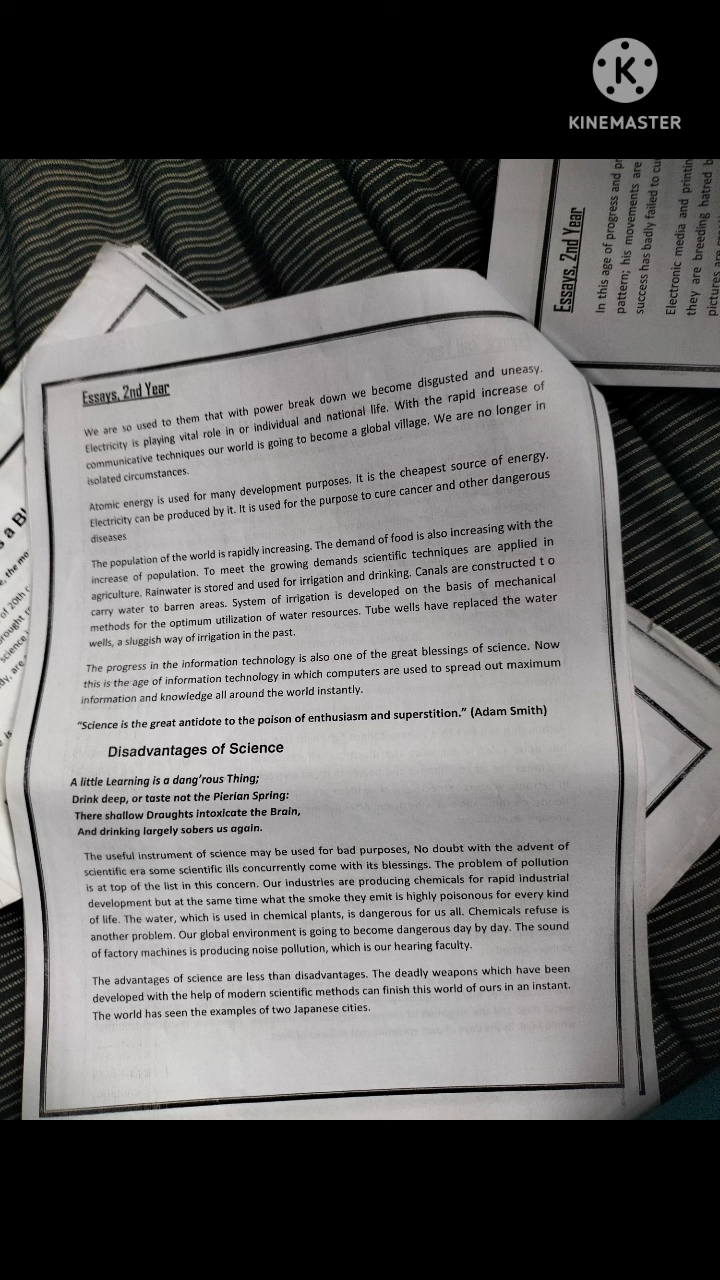 KINEMASTER
Essays, 2nd Year
We are so used to them that with power break down we become disgusted and uneasy.
Electricity is playing vital role in or individual and national life. With the rapid increase of
communicative techniques our world is going to become a global village. We are no longer in
isolated circumstances.
Atomic energy is used for many development purposes. It is the cheapest source of energy.
Electricity can be produced by it. It is used for the purpose to cure cancer and other dangerous
diseases
The population of the world is rapidly increasing. The demand of food is also increasing with the
increase of population. To meet the growing demands scientific techniques are applied in
agriculture. Rainwater is stored and used for irrigation and drinking. Canals are constructed t o
carry water to barren areas. System of irrigation is developed on the basis of mechanical
methods for the optimum utilization of water resources. Tube wells have replaced the water
wells, a sluggish way of irrigation in the past.
The progress in the information technology is also one of the great blessings of science. Now
this is the age of information technology in which computers are used to spread out maximum
information and knowledge all around the world instantly.
“Science is the great antidote to the poison of enthusiasm and superstition.” (Adam Smith)
Disadvantages of Science
A little Learning is a dang’rous Thing;
Drink deep, or taste not the Pierian Spring:
There shallow Draughts intoxicate the Brain,
And drinking largely sobers us again.
The useful instrument of science may be used for bad purposes, No doubt with the advent of
scientific era some scientific ills concurrently come with its blessings. The problem of pollution
is at top of the list in this concern. Our industries are producing chemicals for rapid industrial
development but at the same time what the smoke they emit is highly poisonous for every kind
of life. The water, which is used in chemical plants, is dangerous for us all. Chemicals refuse is
another problem. Our global environment is going to become dangerous day by day. The sound
of factory machines is producing noise pollution, which is our hearing faculty.
The advantages of science are less than disadvantages. The deadly weapons which have been
developed with the help of modern scientific methods can finish this world of ours in an instant.
The world has seen the examples of two Japanese cities.
Essays, 2nd Year
In this age of progress and
pattern; his movements are
success has badly failed to
Electronic media and
they are breeding hatred
pictures are
of 20th
science